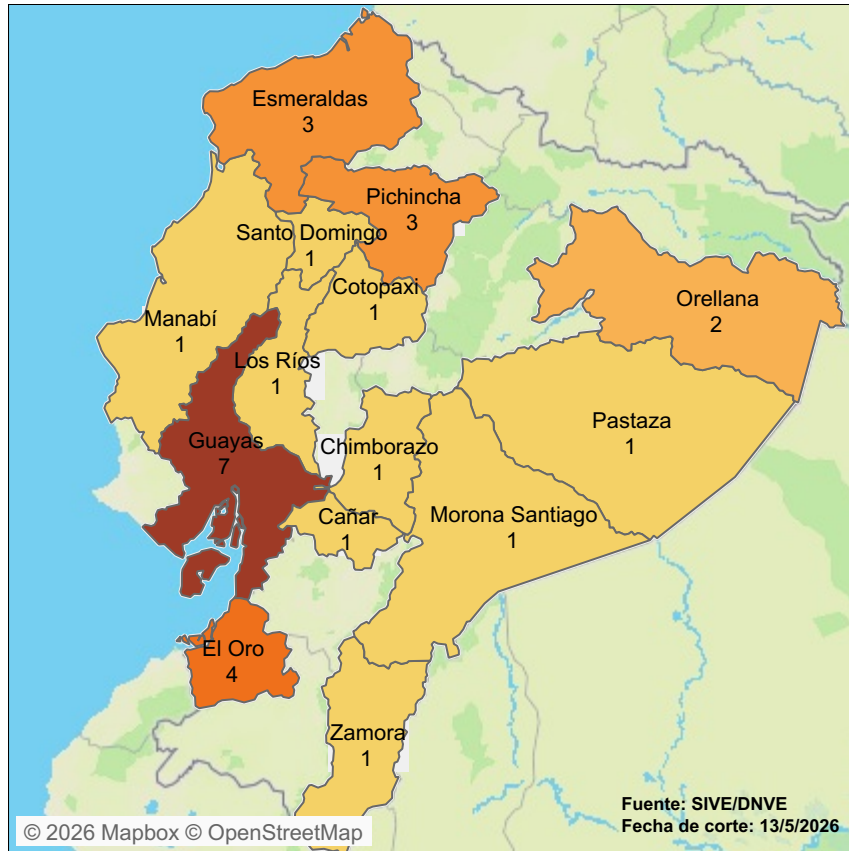 Esmeraldas
3
Pichincha
3
Santo Domingo
1
Cotopaxi
1
Orellana
2
Manabí
1
Los Ríos
1
Guayas
7
Chimborazo
1
Pastaza
1
Cañar
1
Morona Santiago
1
El Oro
4
Zamora
1
Fuente: SIVE/DNVE
Fecha de corte: 13/5/2026
© 2026 Mapbox © OpenStreetMap